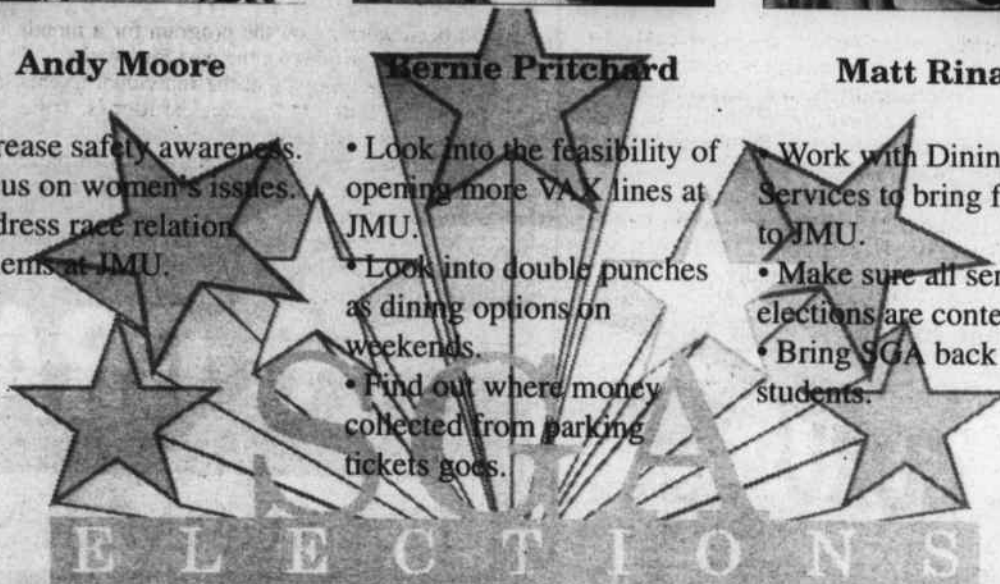 Andy Moore
rease safety awareness.
us on women's issues.
dress race relation
ems at JMU.
Bernie Pritchard
• Look into the feasibility of
opening more VAX lines at
JMU.
• Look into double punches
as dining options on
weekends.
• Find out where money
collected from parking
tickets goes.
Matt Rina
• Work with Dinin
Services to bring f
to JMU.
• Make sure all sen
elections are conte
• Bring SGA back
students.
SGA
ELECTIONS